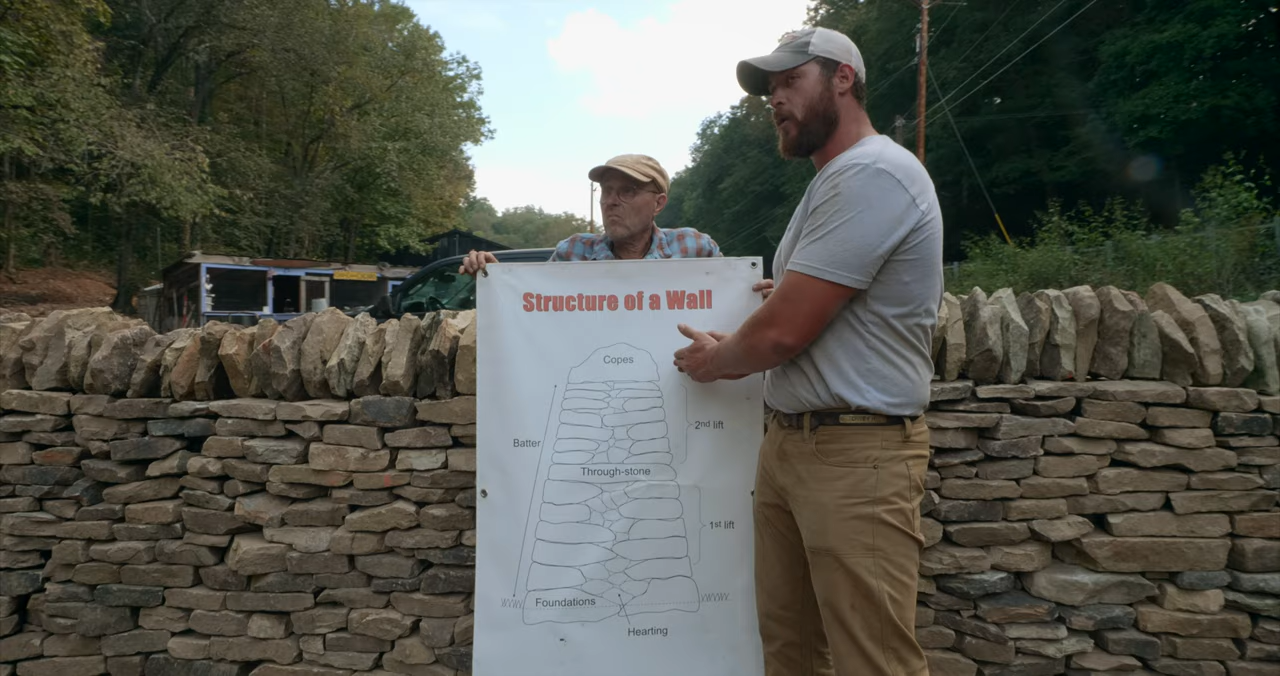 Structure of a Wall
Copes
2nd lift
Batter
Through-stone
1st lift
Foundations
Hearting